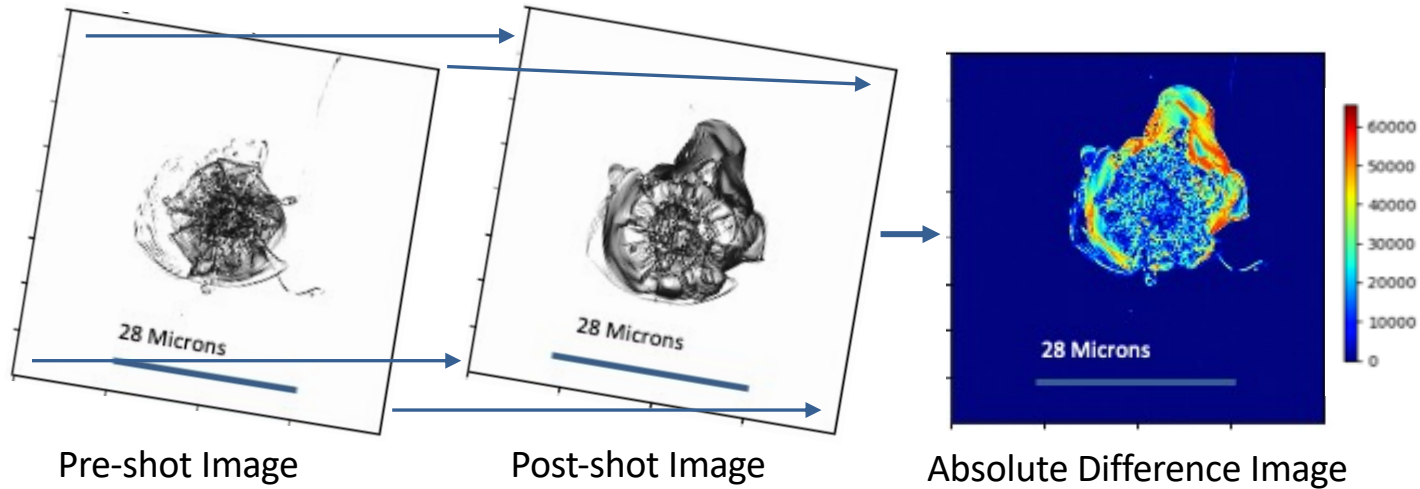 28 Microns
28 Microns
28 Microns
60000
50000
40000
30000
20000
10000
0
Pre-shot Image
Post-shot Image
Absolute Difference Image